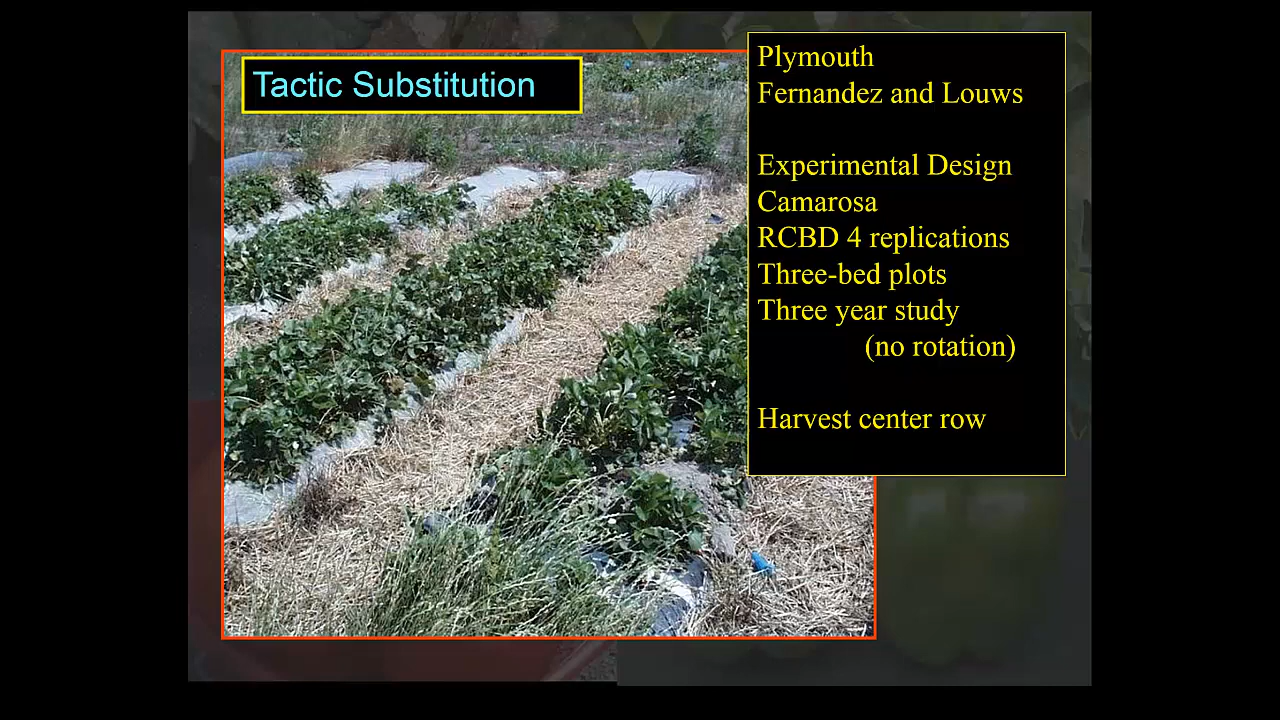 Tactic Substitution
Plymouth
Fernandez and Louws
Experimental Design
Camarosa
RCBD 4 replications
Three-bed plots
Three year study
(no rotation)
Harvest center row